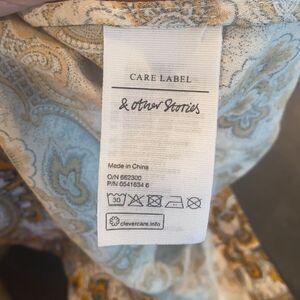 CARE LABEL
& other Stories
Made in China
O/N 662300
P/N 0541634 6
30
clevercare.info